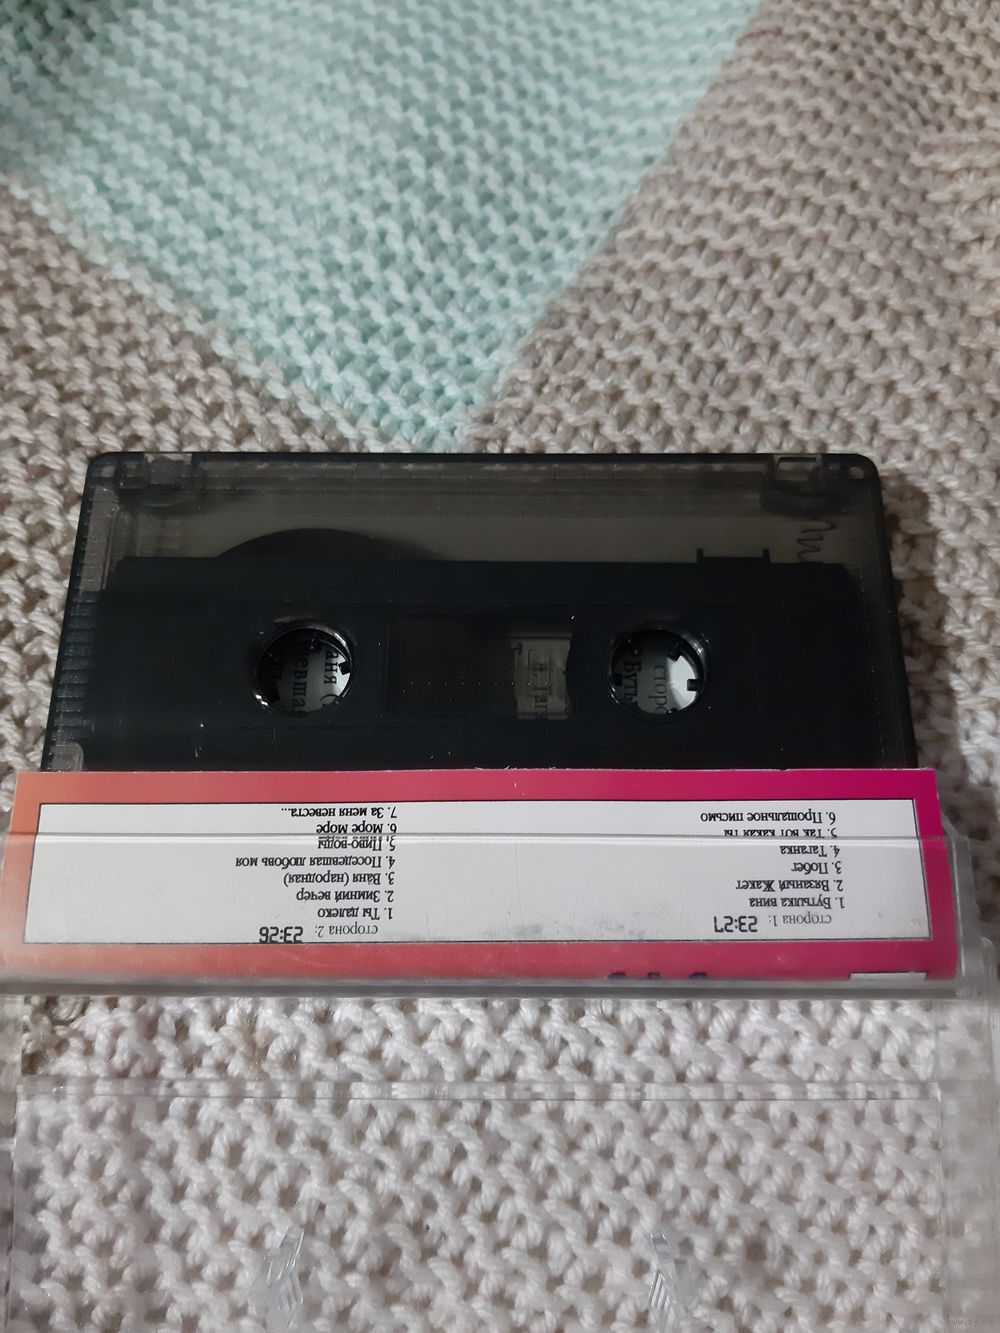 сторона 1: 23:27
1. Бутылка вина
2. Вязаный Жакет
3. Побег
4. Таганка
5. Так вот какая ты
6. Прощальное письмо
сторона 2: 23:26
1. Ты далеко
2. Зимний вечер
3. Ваня (народная)
4. Поседевшая любовь моя
5. Пиво-воды
6. Море Море
7. За меня невеста...